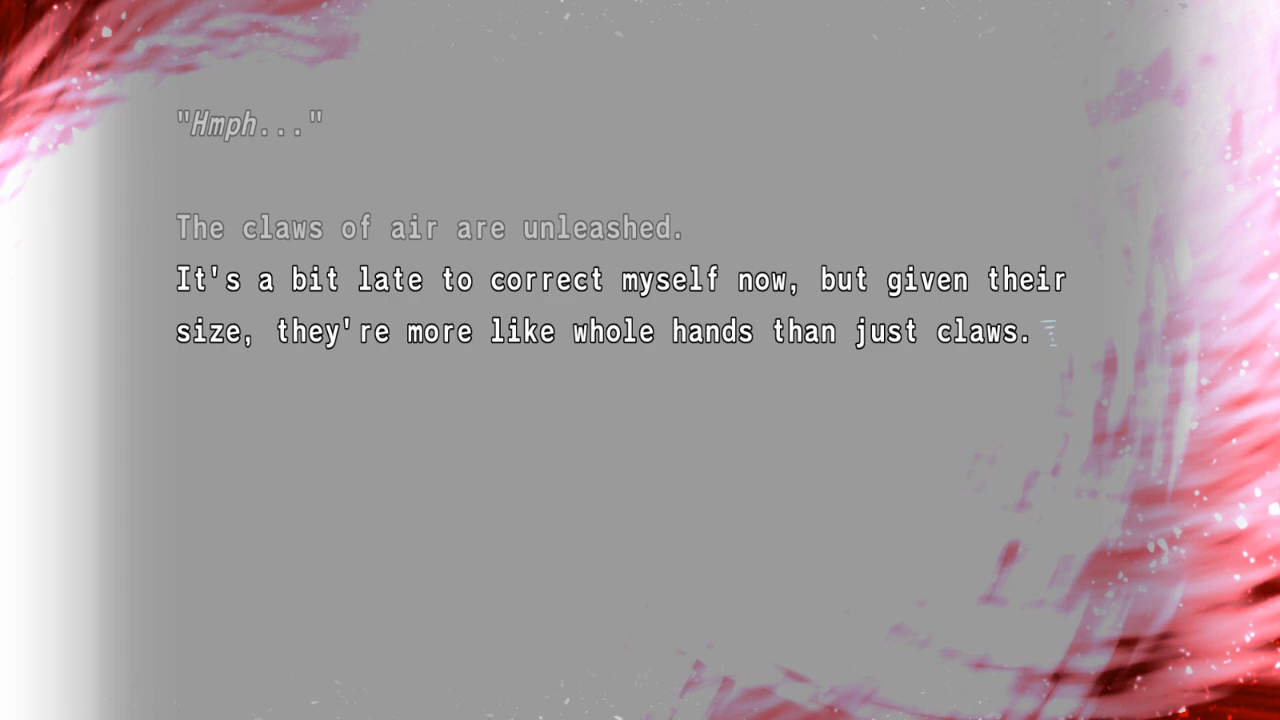 "Hmph..."
The claws of air are unleashed.
It's a bit late to correct myself now, but given their
size, they're more like whole hands than just claws.